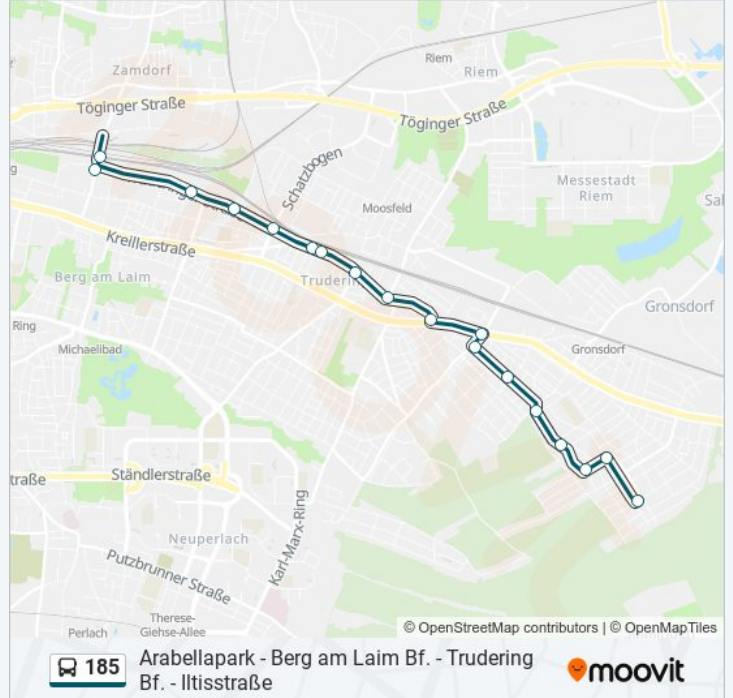 Zamdorf
Riem
Riem
Töginger Straße
Töginger Straße
Schatzbogen
Messestadt
Riem
Moosfeld
Kreillerstraße
Berg am Laim
Gronsdorf
Ring
Michaelibad
Gronsdorf
traße
Ständlerstraße
Karl-Marx-Ring
Neuperlach
Putzbrunner Straße
Therese-
Giehse-Allee
Perlach
© OpenStreetMap contributors | © OpenMapTiles
185
Arabellapark - Berg am Laim Bf. - Trudering
Bf. - Iltisstraße
moovit